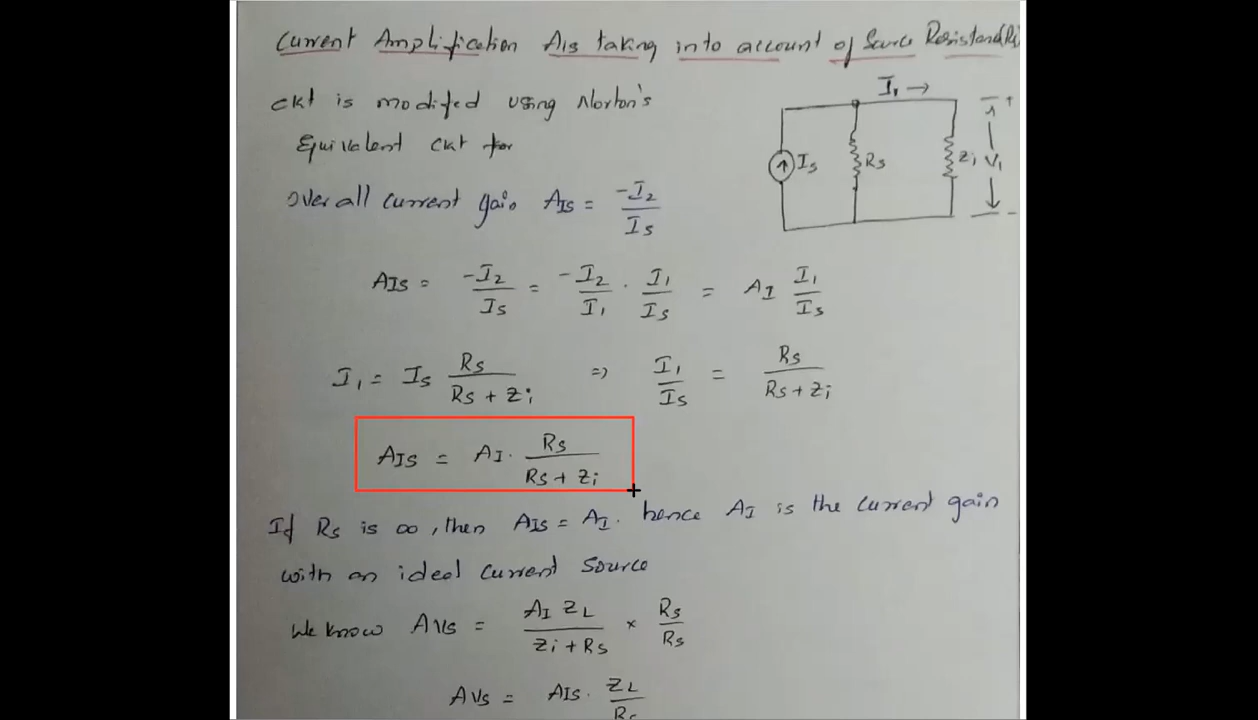 Current Amplification AIS taking into account of Source Resistance(Rs)
ckt is modified using Norton's
Equivalent ckt for
Overall current gain AIS = -I2 / IS
AIS = -I2 / IS = -I2 / I1 . I1 / IS = AI I1 / IS
I1 = IS RS / (RS + Zi) => I1 / IS = RS / (RS + Zi)
AIS = AI . RS / (RS + Zi)
If RS is ∞, then AIS = AI. hence AI is the current gain
with an ideal current source
We know AVS = AI ZL / (Zi + RS) × RS / RS
AVS = AIS . ZL / RS
I1 →
IS
RS
Zi
V1
+
-